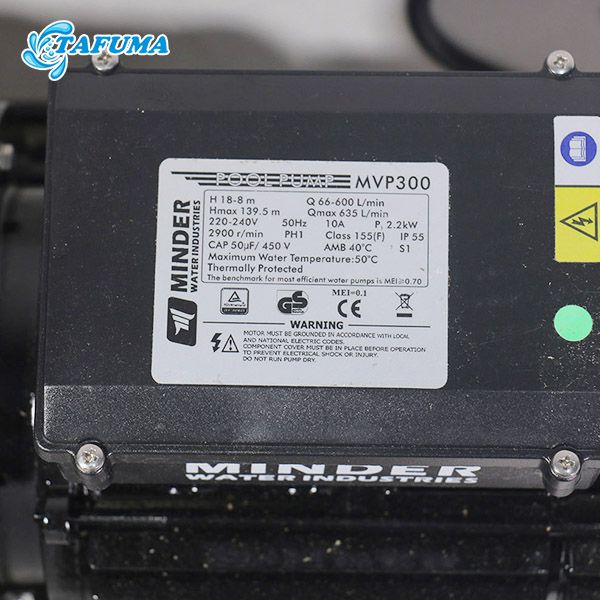 TAFUMA
POOL PUMP MVP300
H 18-8 m Q 66-600 L/min
Hmax 139.5 m Qmax 635 L/min
220-240V 50Hz 10A P₁ 2.2kW
2900 r/min PH1 Class 155(F) IP 55
CAP 50μF/ 450 V AMB 40°C S1
Maximum Water Temperature:50°C
Thermally Protected
The benchmark for most efficient water pumps is MEI≥0.70
MINDER
WATER INDUSTRIES
MEI=0.1
GS
CE
WARNING
MOTOR MUST BE GROUNDED IN ACCORDANCE WITH LOCAL
AND NATIONAL ELECTRIC CODES.
COMPONENT COVER MUST BE IN PLACE BEFORE OPERATION
TO PREVENT ELECTRICAL SHOCK OR INJURY.
DO NOT RUN PUMP DRY.
MINDER
WATER INDUSTRIES